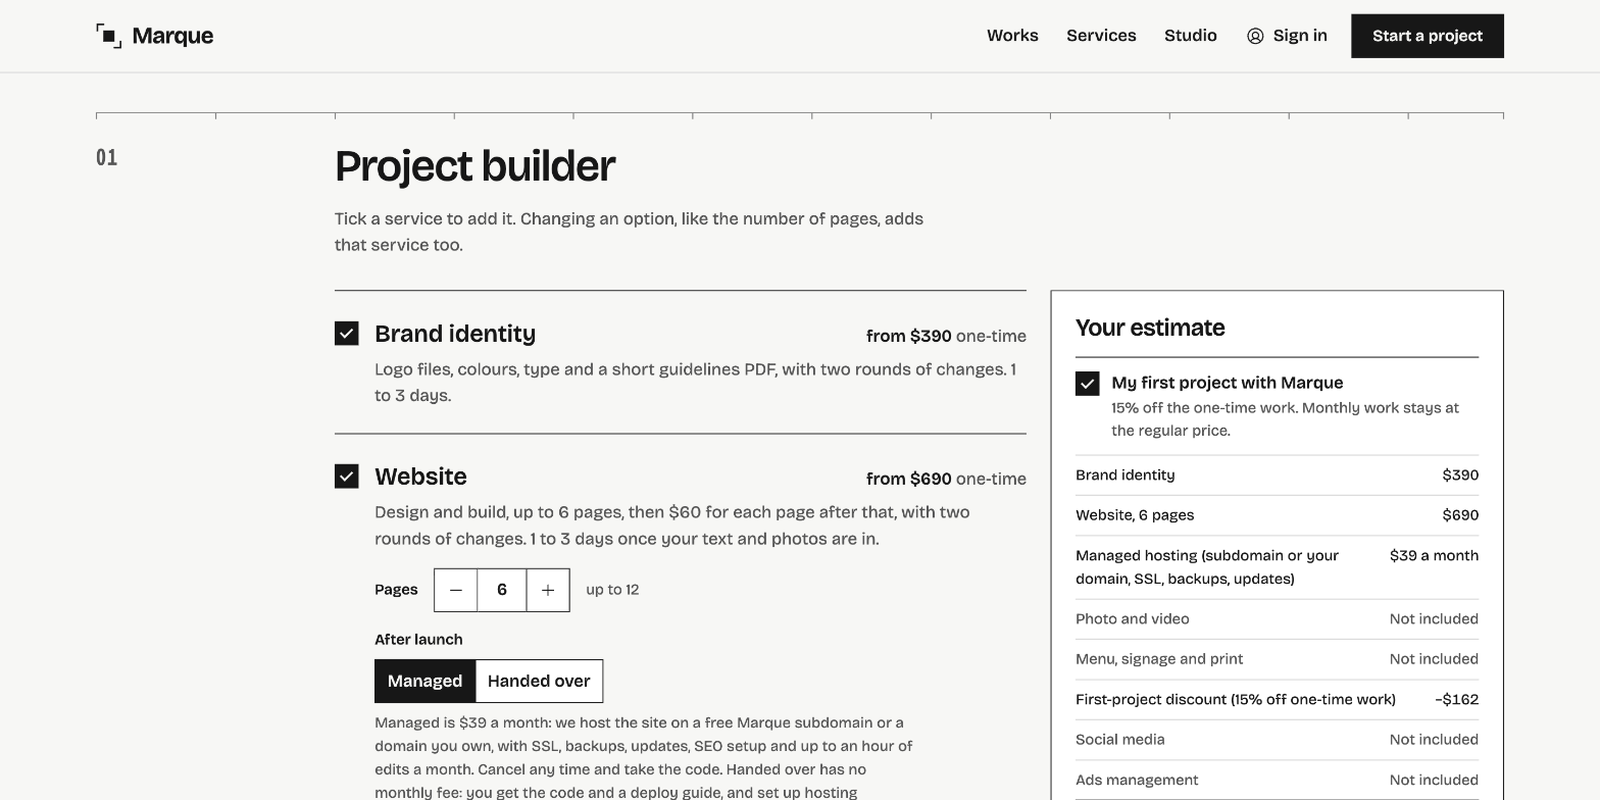 Marque
Works
Services
Studio
Sign in
Start a project
01
Project builder
Tick a service to add it. Changing an option, like the number of pages, adds
that service too.
Brand identity
from $390 one-time
Logo files, colours, type and a short guidelines PDF, with two rounds of changes. 1
to 3 days.
Website
from $690 one-time
Design and build, up to 6 pages, then $60 for each page after that, with two
rounds of changes. 1 to 3 days once your text and photos are in.
Pages
−
6
+
up to 12
After launch
Managed
Handed over
Managed is $39 a month: we host the site on a free Marque subdomain or a
domain you own, with SSL, backups, updates, SEO setup and up to an hour of
edits a month. Cancel any time and take the code. Handed over has no
monthly fee: you get the code and a deploy guide, and set up hosting
Your estimate
My first project with Marque
15% off the one-time work. Monthly work stays at
the regular price.
Brand identity
$390
Website, 6 pages
$690
Managed hosting (subdomain or your
domain, SSL, backups, updates)
$39 a month
Photo and video
Not included
Menu, signage and print
Not included
First-project discount (15% off one-time work)
−$162
Social media
Not included
Ads management
Not included